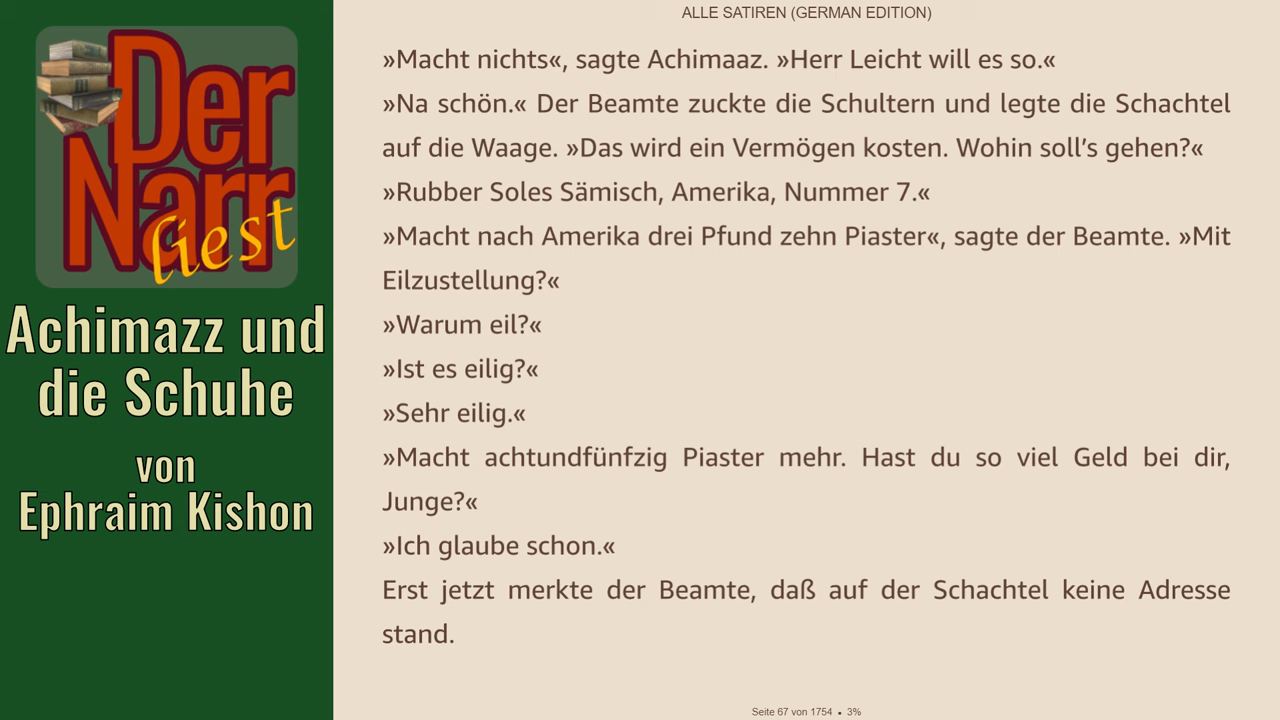 Der
Narr
liest
Achimazz und
die Schuhe
von
Ephraim Kishon
ALLE SATIREN (GERMAN EDITION)
»Macht nichts«, sagte Achimaaz. »Herr Leicht will es so.«
»Na schön.« Der Beamte zuckte die Schultern und legte die Schachtel
auf die Waage. »Das wird ein Vermögen kosten. Wohin soll’s gehen?«
»Rubber Soles Sämisch, Amerika, Nummer 7.«
»Macht nach Amerika drei Pfund zehn Piaster«, sagte der Beamte. »Mit
Eilzustellung?«
»Warum eil?«
»Ist es eilig?«
»Sehr eilig.«
»Macht achtundfünfzig Piaster mehr. Hast du so viel Geld bei dir,
Junge?«
»Ich glaube schon.«
Erst jetzt merkte der Beamte, daß auf der Schachtel keine Adresse
stand.
Seite 67 von 1754 • 3%